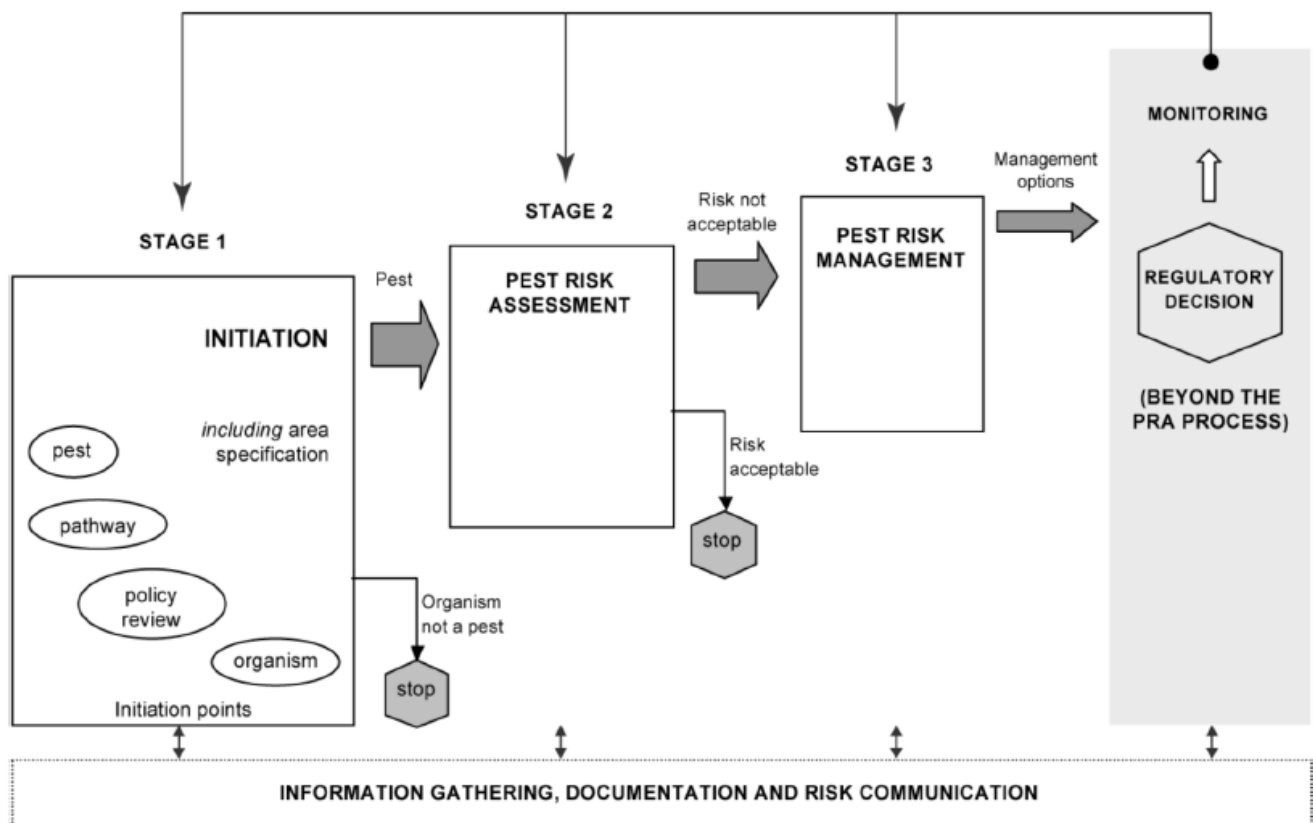 STAGE 1
INITIATION
including area
specification
pest
pathway
policy
review
organism
Initiation points
Pest
Organism
not a pest
stop
STAGE 2
PEST RISK
ASSESSMENT
Risk not
acceptable
Risk
acceptable
stop
STAGE 3
PEST RISK
MANAGEMENT
Management
options
MONITORING
REGULATORY
DECISION
(BEYOND THE
PRA PROCESS)
INFORMATION GATHERING, DOCUMENTATION AND RISK COMMUNICATION